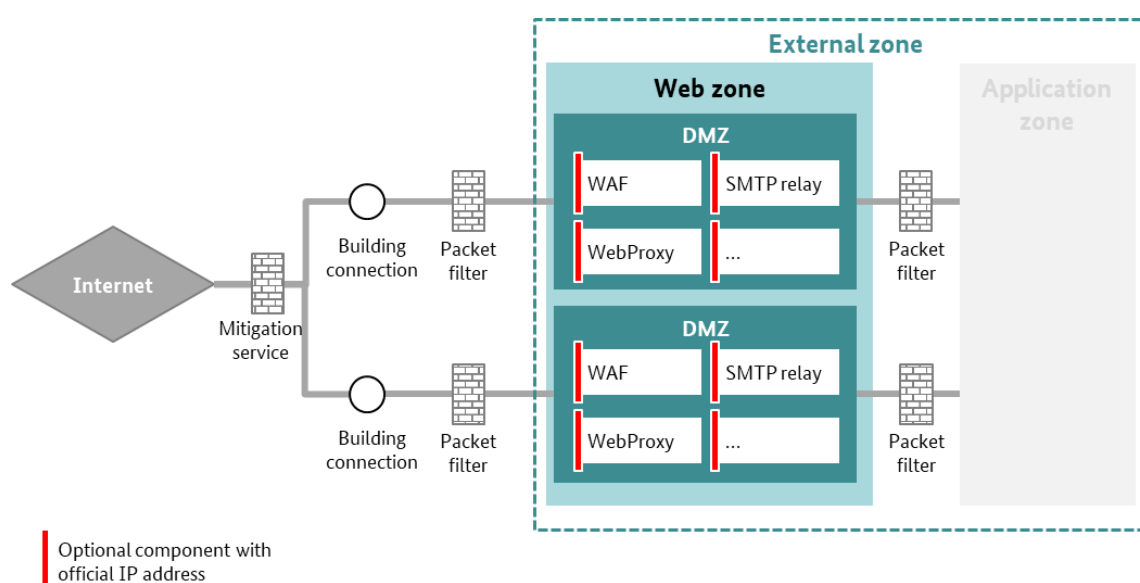 External zone
Web zone
Application
zone
DMZ
WAF
SMTP relay
WebProxy
...
Building
connection
Packet
filter
Packet
filter
Internet
Mitigation
service
DMZ
WAF
SMTP relay
WebProxy
...
Building
connection
Packet
filter
Packet
filter
Optional component with
official IP address